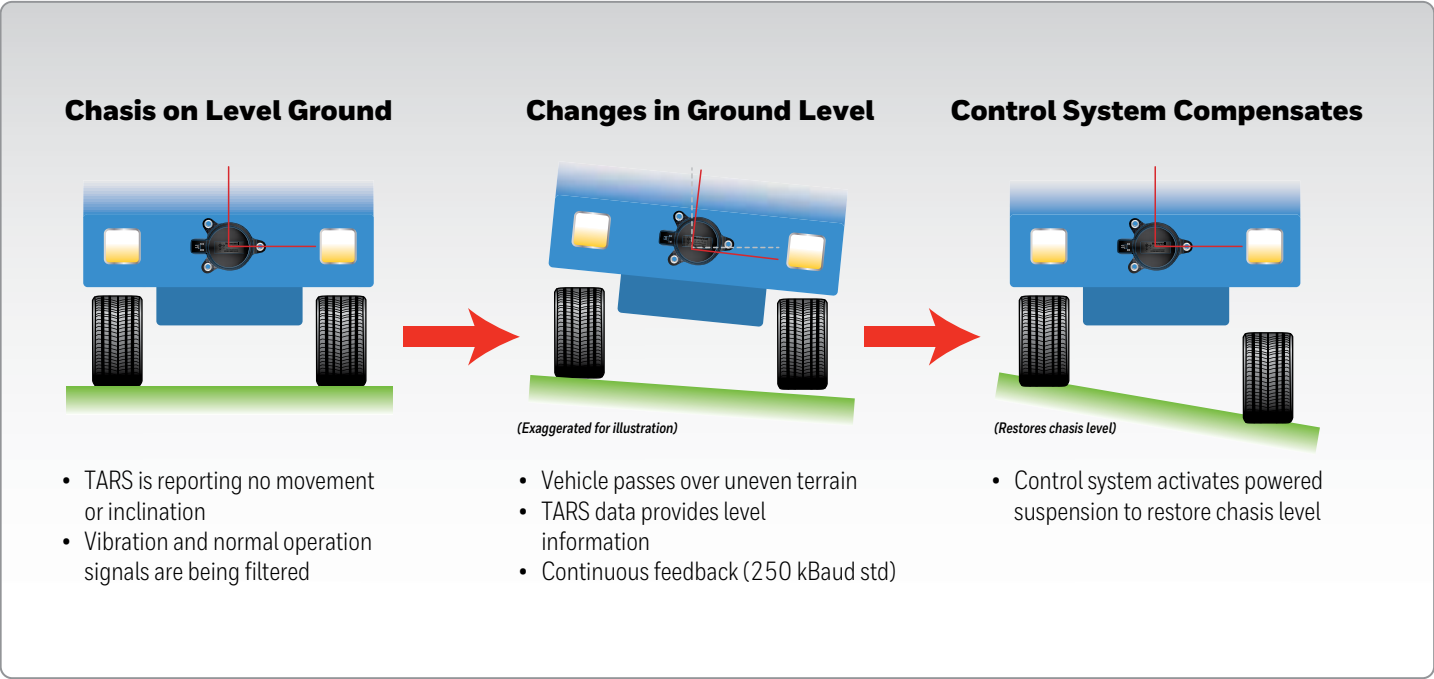 Chasis on Level Ground
• TARS is reporting no movement
or inclination
• Vibration and normal operation
signals are being filtered
Changes in Ground Level
(Exaggerated for illustration)
• Vehicle passes over uneven terrain
• TARS data provides level
information
• Continuous feedback (250 kBaud std)
Control System Compensates
(Restores chasis level)
• Control system activates powered
suspension to restore chasis level